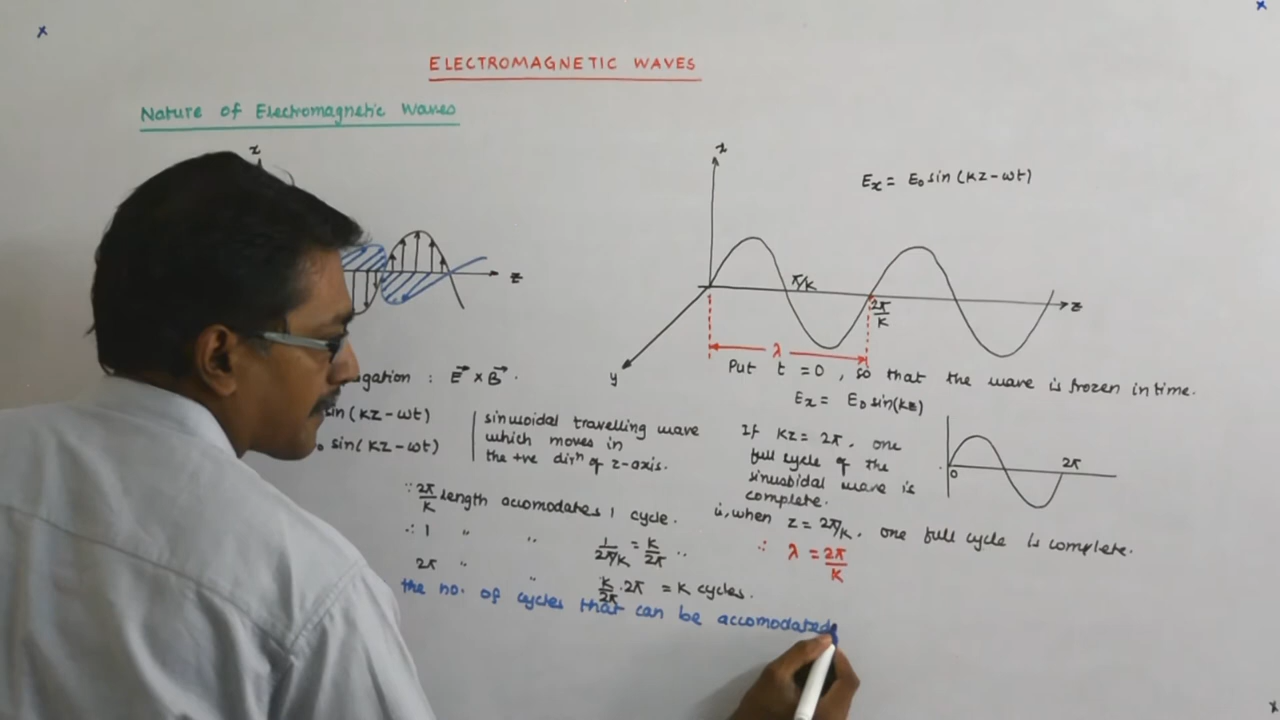 ELECTROMAGNETIC WAVES
Nature of Electromagnetic Waves
x
z
x
y
z
π/K
2π/K
λ
Ex = E0 sin (kz - ωt)
Put t = 0, so that the wave is frozen in time.
Ex = E0 sin(kz)
gation : E⃗ × B⃗ .
sin (kz - ωt)
sin (kz - ωt)
sinusoidal travelling wave
which moves in
the +ve dirⁿ of z-axis.
If kz = 2π, one
full cycle of the
sinusoidal wave is
complete.
0
2π
i, when z = 2π/K, one full cycle is complete.
∴ λ = 2π/K
∵ 2π/K length accomodates 1 cycle.
∴ 1 " " 1/2π/K = K/2π "
2π " " K/2π . 2π = K cycles.
the no. of cycles that can be accomodated